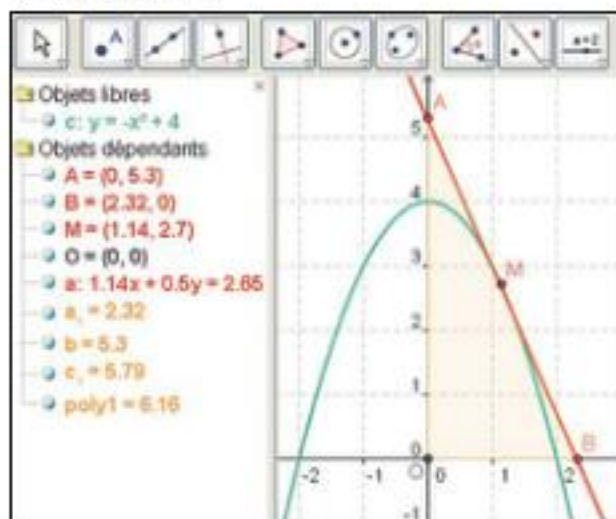 A
a=2
Objets libres
c: y = -x² + 4
Objets dépendants
A = (0, 5.3)
B = (2.32, 0)
M = (1.14, 2.7)
O = (0, 0)
a: 1.14x + 0.5y = 2.65
a₁ = 2.32
b = 5.3
c₁ = 5.79
poly1 = 6.16
A
5
4
3
M
2
1
B
0
O
-2 -1 0 1 2
-1